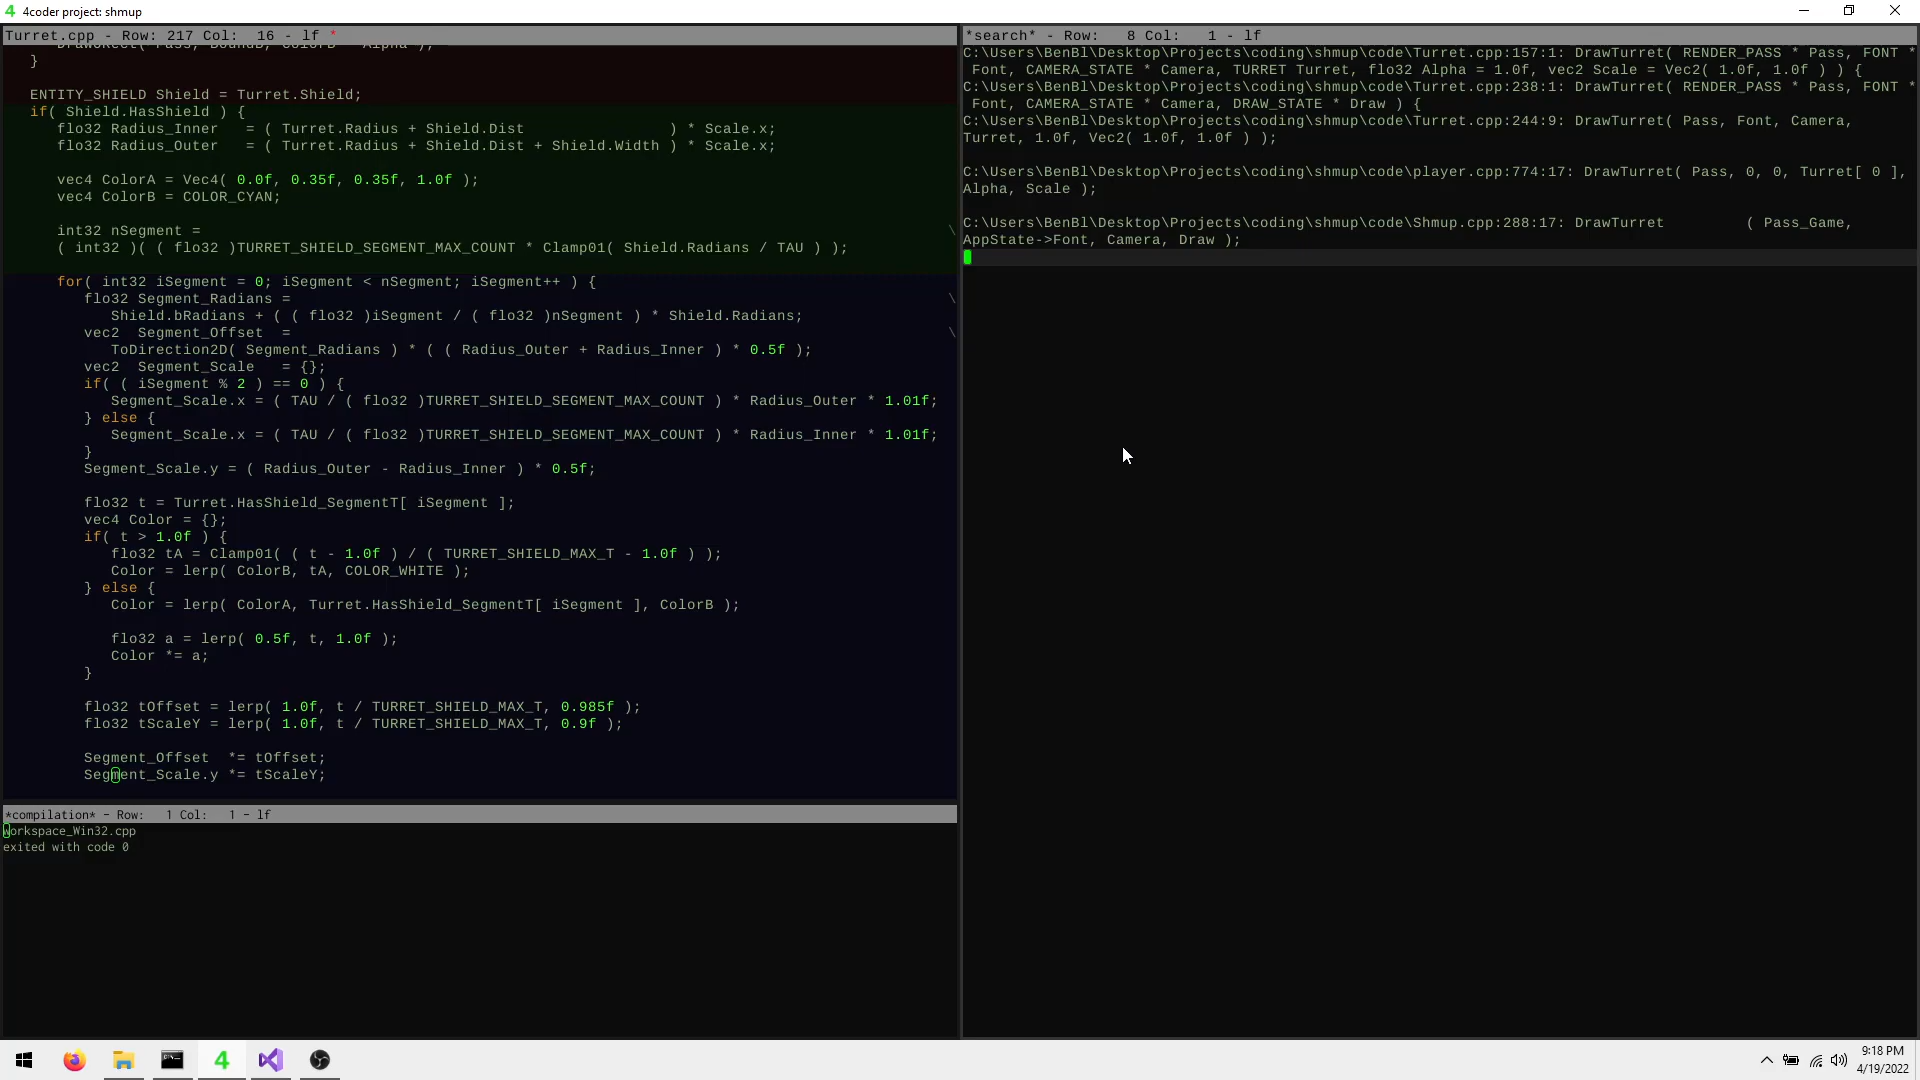 4 4coder project: shmup
Turret.cpp - Row: 217 Col:  16 - lf *
}
ENTITY_SHIELD Shield = Turret.Shield;
if( Shield.HasShield ) {
flo32 Radius_Inner   = ( Turret.Radius + Shield.Dist                ) * Scale.x;
flo32 Radius_Outer   = ( Turret.Radius + Shield.Dist + Shield.Width ) * Scale.x;
vec4 ColorA = Vec4( 0.0f, 0.35f, 0.35f, 1.0f );
vec4 ColorB = COLOR_CYAN;
int32 nSegment = \
( int32 )( ( flo32 )TURRET_SHIELD_SEGMENT_MAX_COUNT * Clamp01( Shield.Radians / TAU ) );
for( int32 iSegment = 0; iSegment < nSegment; iSegment++ ) {
flo32 Segment_Radians = \
Shield.bRadians + ( ( flo32 )iSegment / ( flo32 )nSegment ) * Shield.Radians;
vec2  Segment_Offset  = \
ToDirection2D( Segment_Radians ) * ( ( Radius_Outer + Radius_Inner ) * 0.5f );
vec2  Segment_Scale   = {};
if( ( iSegment % 2 ) == 0 ) {
Segment_Scale.x = ( TAU / ( flo32 )TURRET_SHIELD_SEGMENT_MAX_COUNT ) * Radius_Outer * 1.01f;
} else {
Segment_Scale.x = ( TAU / ( flo32 )TURRET_SHIELD_SEGMENT_MAX_COUNT ) * Radius_Inner * 1.01f;
}
Segment_Scale.y = ( Radius_Outer - Radius_Inner ) * 0.5f;
flo32 t = Turret.HasShield_SegmentT[ iSegment ];
vec4 Color = {};
if( t > 1.0f ) {
flo32 tA = Clamp01( ( t - 1.0f ) / ( TURRET_SHIELD_MAX_T - 1.0f ) );
Color = lerp( ColorB, tA, COLOR_WHITE );
} else {
Color = lerp( ColorA, Turret.HasShield_SegmentT[ iSegment ], ColorB );
flo32 a = lerp( 0.5f, t, 1.0f );
Color *= a;
}
flo32 tOffset = lerp( 1.0f, t / TURRET_SHIELD_MAX_T, 0.985f );
flo32 tScaleY = lerp( 1.0f, t / TURRET_SHIELD_MAX_T, 0.9f );
Segment_Offset  *= tOffset;
Segment_Scale.y *= tScaleY;
*compilation* - Row:   1 Col:   1 - lf
workspace_Win32.cpp
exited with code 0
*search* - Row:   8 Col:   1 - lf
C:\Users\BenBl\Desktop\Projects\coding\shmup\code\Turret.cpp:157:1: DrawTurret( RENDER_PASS * Pass, FONT *
Font, CAMERA_STATE * Camera, TURRET Turret, flo32 Alpha = 1.0f, vec2 Scale = Vec2( 1.0f, 1.0f ) ) {
C:\Users\BenBl\Desktop\Projects\coding\shmup\code\Turret.cpp:238:1: DrawTurret( RENDER_PASS * Pass, FONT *
Font, CAMERA_STATE * Camera, DRAW_STATE * Draw ) {
C:\Users\BenBl\Desktop\Projects\coding\shmup\code\Turret.cpp:244:9: DrawTurret( Pass, Font, Camera,
Turret, 1.0f, Vec2( 1.0f, 1.0f ) );
C:\Users\BenBl\Desktop\Projects\coding\shmup\code\player.cpp:774:17: DrawTurret( Pass, 0, 0, Turret[ 0 ],
Alpha, Scale );
C:\Users\BenBl\Desktop\Projects\coding\shmup\code\Shmup.cpp:288:17: DrawTurret         ( Pass_Game,
AppState->Font, Camera, Draw );
4
9:18 PM
4/19/2022